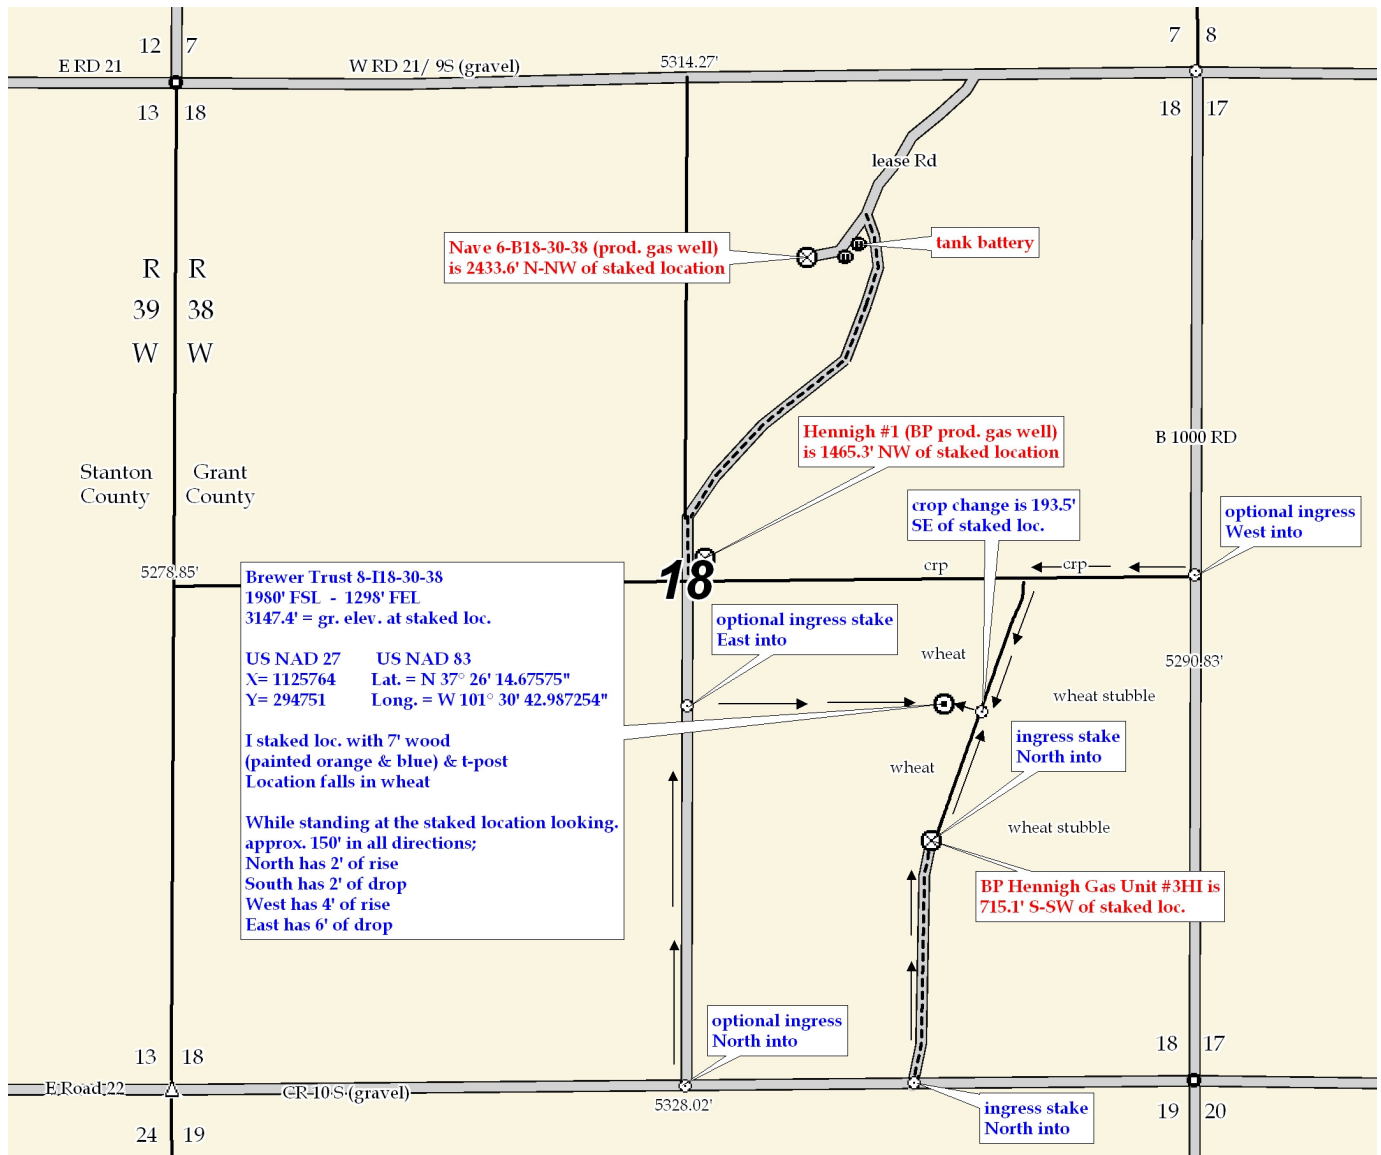 12 7
7 8
E RD 21
W RD 21/ 9S (gravel)
5314.27'
13 18
18 17
lease Rd
Nave 6-B18-30-38 (prod. gas well)
is 2433.6' N-NW of staked location
tank battery
R R
39 38
W W
Hennigh #1 (BP prod. gas well)
is 1465.3' NW of staked location
B 1000 RD
Stanton
County
Grant
County
crop change is 193.5'
SE of staked loc.
optional ingress
West into
5278.85'
18
crp
crp
Brewer Trust 8-I18-30-38
1980' FSL - 1298' FEL
3147.4' = gr. elev. at staked loc.
US NAD 27 US NAD 83
X= 1125764 Lat. = N 37° 26' 14.67575"
Y= 294751 Long. = W 101° 30' 42.987254"
I staked loc. with 7' wood
(painted orange & blue) & t-post
Location falls in wheat
While standing at the staked location looking.
approx. 150' in all directions;
North has 2' of rise
South has 2' of drop
West has 4' of rise
East has 6' of drop
optional ingress stake
East into
wheat
5290.83'
wheat stubble
ingress stake
North into
wheat
wheat stubble
BP Hennigh Gas Unit #3HI is
715.1' S-SW of staked loc.
optional ingress
North into
13 18
18 17
E Road 22
CR 10 S (gravel)
5328.02'
ingress stake
North into
24 19
19 20